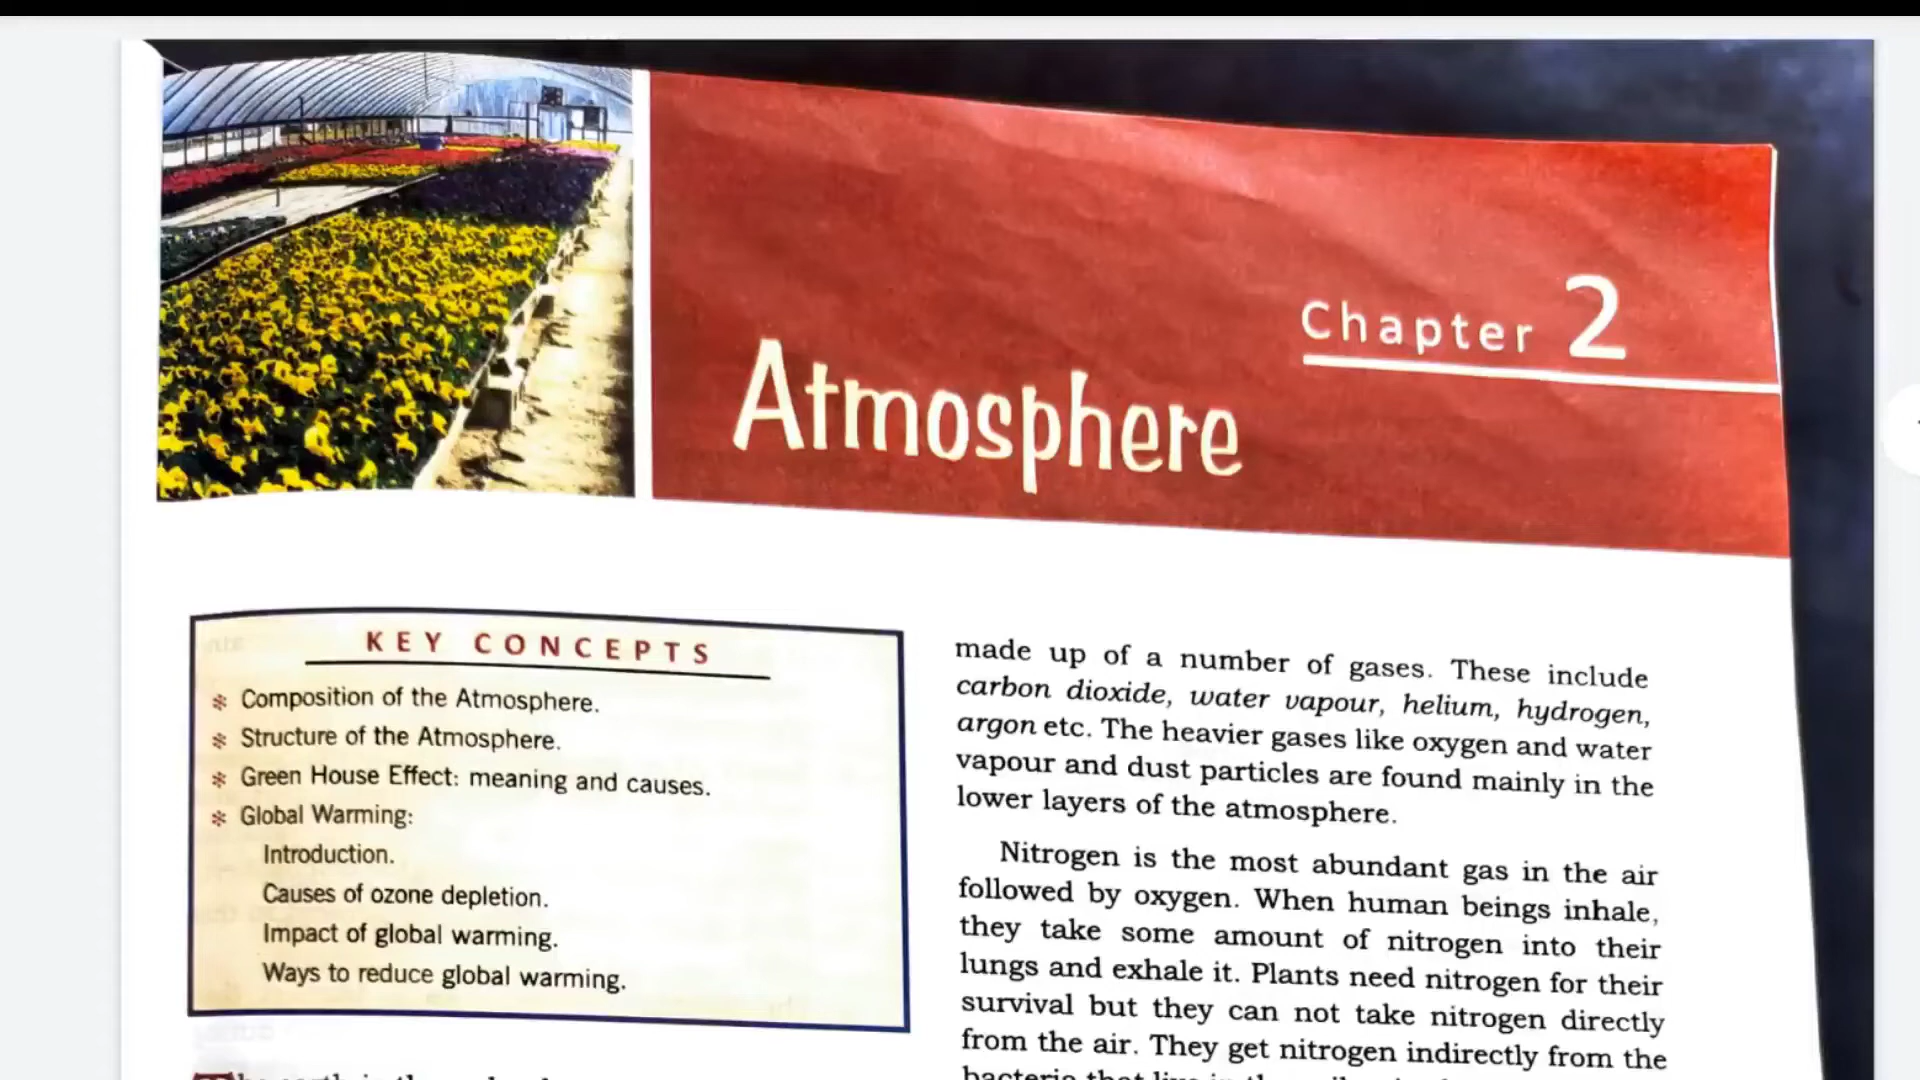 Chapter 2
Atmosphere
KEY CONCEPTS
❇ Composition of the Atmosphere.
❇ Structure of the Atmosphere.
❇ Green House Effect: meaning and causes.
❇ Global Warming:
Introduction.
Causes of ozone depletion.
Impact of global warming.
Ways to reduce global warming.
made up of a number of gases. These include
carbon dioxide, water vapour, helium, hydrogen,
argon etc. The heavier gases like oxygen and water
vapour and dust particles are found mainly in the
lower layers of the atmosphere.
Nitrogen is the most abundant gas in the air
followed by oxygen. When human beings inhale,
they take some amount of nitrogen into their
lungs and exhale it. Plants need nitrogen for their
survival but they can not take nitrogen directly
from the air. They get nitrogen indirectly from the